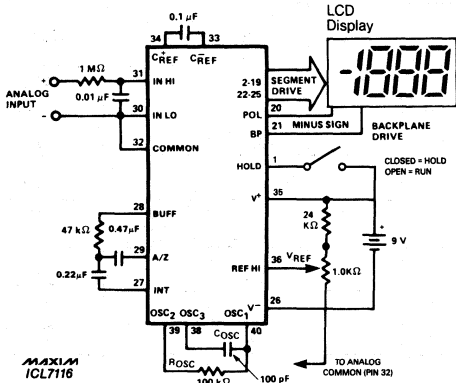 LCD
Display
0.1 µF
34
33
C+REF
C−REF
1 MΩ
+
31
IN HI
ANALOG
INPUT
0.01 µF
-
30
IN LO
32
COMMON
2-19
22-25
SEGMENT
DRIVE
-1888
POL
20
MINUS SIGN
BP
21
BACKPLANE
DRIVE
HOLD
1
CLOSED = HOLD
OPEN = RUN
V+
35
24
KΩ
+
9 V
28
BUFF
47 kΩ
0.47µF
29
A/Z
0.22µF
27
INT
REF HI
36
VREF
1.0KΩ
V−
26
OSC2
OSC3
OSC1
39
38
40
COSC
ROSC
100 kΩ
100 pF
TO ANALOG
COMMON (PIN 32)
MAXIM
ICL7116